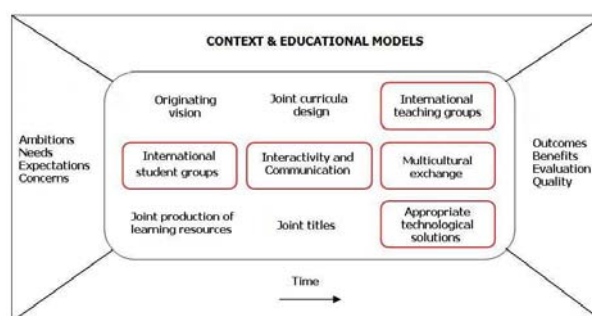 CONTEXT & EDUCATIONAL MODELS
Ambitions
Needs
Expectations
Concerns
Originating
vision
Joint curricula
design
International
teaching groups
International
student groups
Interactivity and
Communication
Multicultural
exchange
Joint production of
learning resources
Joint titles
Appropriate
technological
solutions
Outcomes
Benefits
Evaluation
Quality
Time